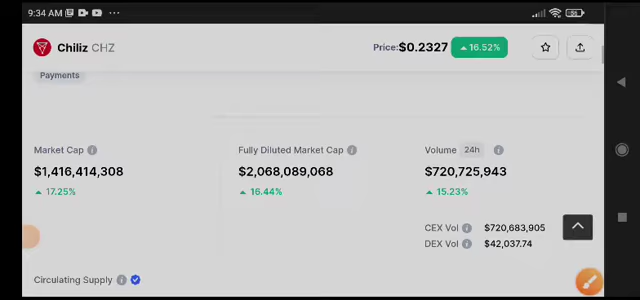 9:34 AM
Chiliz CHZ
Price:$0.2327 16.52%
Payments
Market Cap
$1,416,414,308
17.25%
Fully Diluted Market Cap
$2,068,089,068
16.44%
Volume 24h
$720,725,943
15.23%
CEX Vol $720,683,905
DEX Vol $42,037.74
Circulating Supply